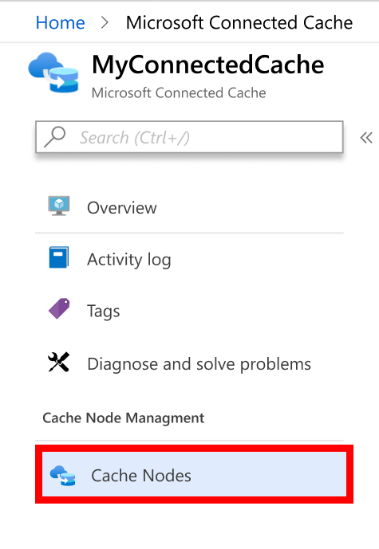 Home > Microsoft Connected Cache
MyConnectedCache
Microsoft Connected Cache
Search (Ctrl+/)
Overview
Activity log
Tags
Diagnose and solve problems
Cache Node Managment
Cache Nodes